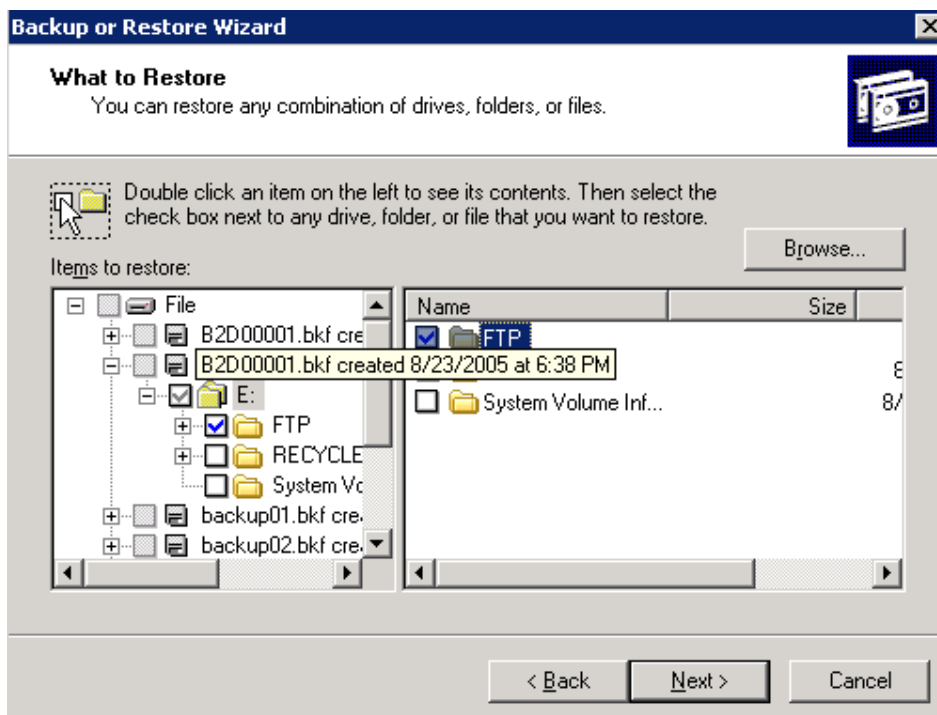 Backup or Restore Wizard
What to Restore
You can restore any combination of drives, folders, or files.
Double click an item on the left to see its contents. Then select the
check box next to any drive, folder, or file that you want to restore.
Browse...
Items to restore:
File
B2D00001.bkf cre
B2D00001.bkf created 8/23/2005 at 6:38 PM
E:
FTP
RECYCLE
System Vo
backup01.bkf cre
backup02.bkf cre
Name Size
FTP
System Volume Inf... 8/
< Back Next > Cancel